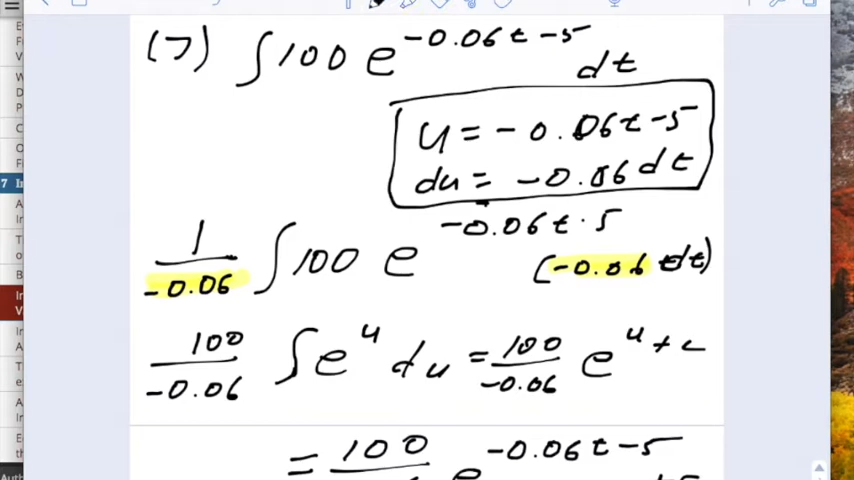 (7) ∫ 100 e^{-0.06t-5} dt
u = -0.06t-5
du = -0.06 dt
1/-0.06 ∫ 100 e^{-0.06t·5} (-0.06 dt)
100/-0.06 ∫ e^u du = 100/-0.06 e^{u+c}
= 100 e^{-0.06t-5}